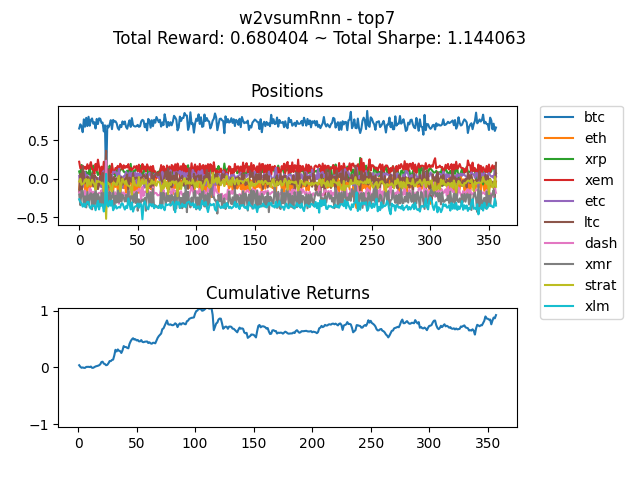 w2vsumRnn - top7
Total Reward: 0.680404 ~ Total Sharpe: 1.144063
Positions
0.5
0.0
−0.5
0 50 100 150 200 250 300 350
btc
eth
xrp
xem
etc
ltc
dash
xmr
strat
xlm
Cumulative Returns
1
0
−1
0 50 100 150 200 250 300 350